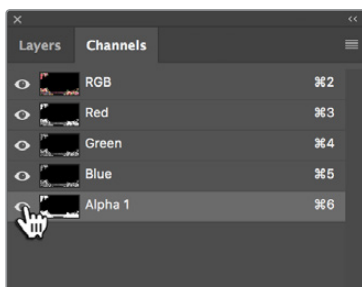 Layers Channels
RGB ⌘2
Red ⌘3
Green ⌘4
Blue ⌘5
Alpha 1 ⌘6